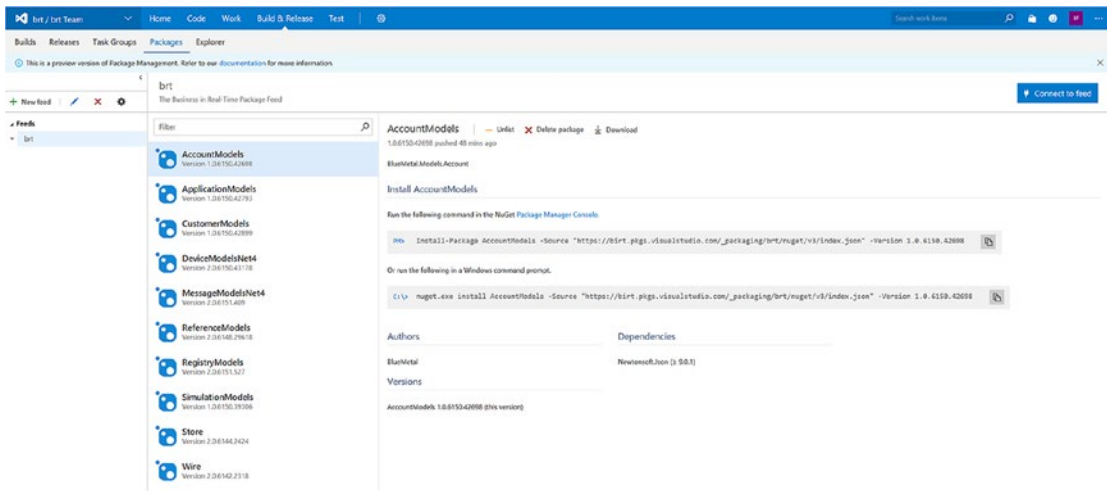 brt / brt Team
Home Code Work Build & Release Test
Search work items
Builds Releases Task Groups Packages Explorer
This is a preview version of Package Management. Refer to our documentation for more information.
New feed
Feeds
brt
brt
The Business in Real-Time Package Feed
Connect to feed
Filter
AccountModels
Version 1.0.6150.42698
ApplicationModels
Version 1.0.6150.42793
CustomerModels
Version 1.0.6150.42899
DeviceModelsNet4
Version 2.0.6150.43178
MessageModelsNet4
Version 2.0.6151.409
ReferenceModels
Version 2.0.6148.29618
RegistryModels
Version 2.0.6151.527
SimulationModels
Version 1.0.6150.39306
Store
Version 2.0.6144.2424
Wire
Version 2.0.6142.2318
AccountModels Unlist Delete package Download
1.0.6150.42698 pushed 48 mins ago
BlueMetal.Models.Account
Install AccountModels
Run the following command in the NuGet Package Manager Console.
PM> Install-Package AccountModels -Source "https://birt.pkgs.visualstudio.com/_packaging/brt/nuget/v3/index.json" -Version 1.0.6150.42698
Or run the following in a Windows command prompt.
C:\> nuget.exe install AccountModels -Source "https://birt.pkgs.visualstudio.com/_packaging/brt/nuget/v3/index.json" -Version 1.0.6150.42698
Authors
BlueMetal
Dependencies
Newtonsoft.Json (≥ 9.0.1)
Versions
AccountModels 1.0.6150.42698 (this version)